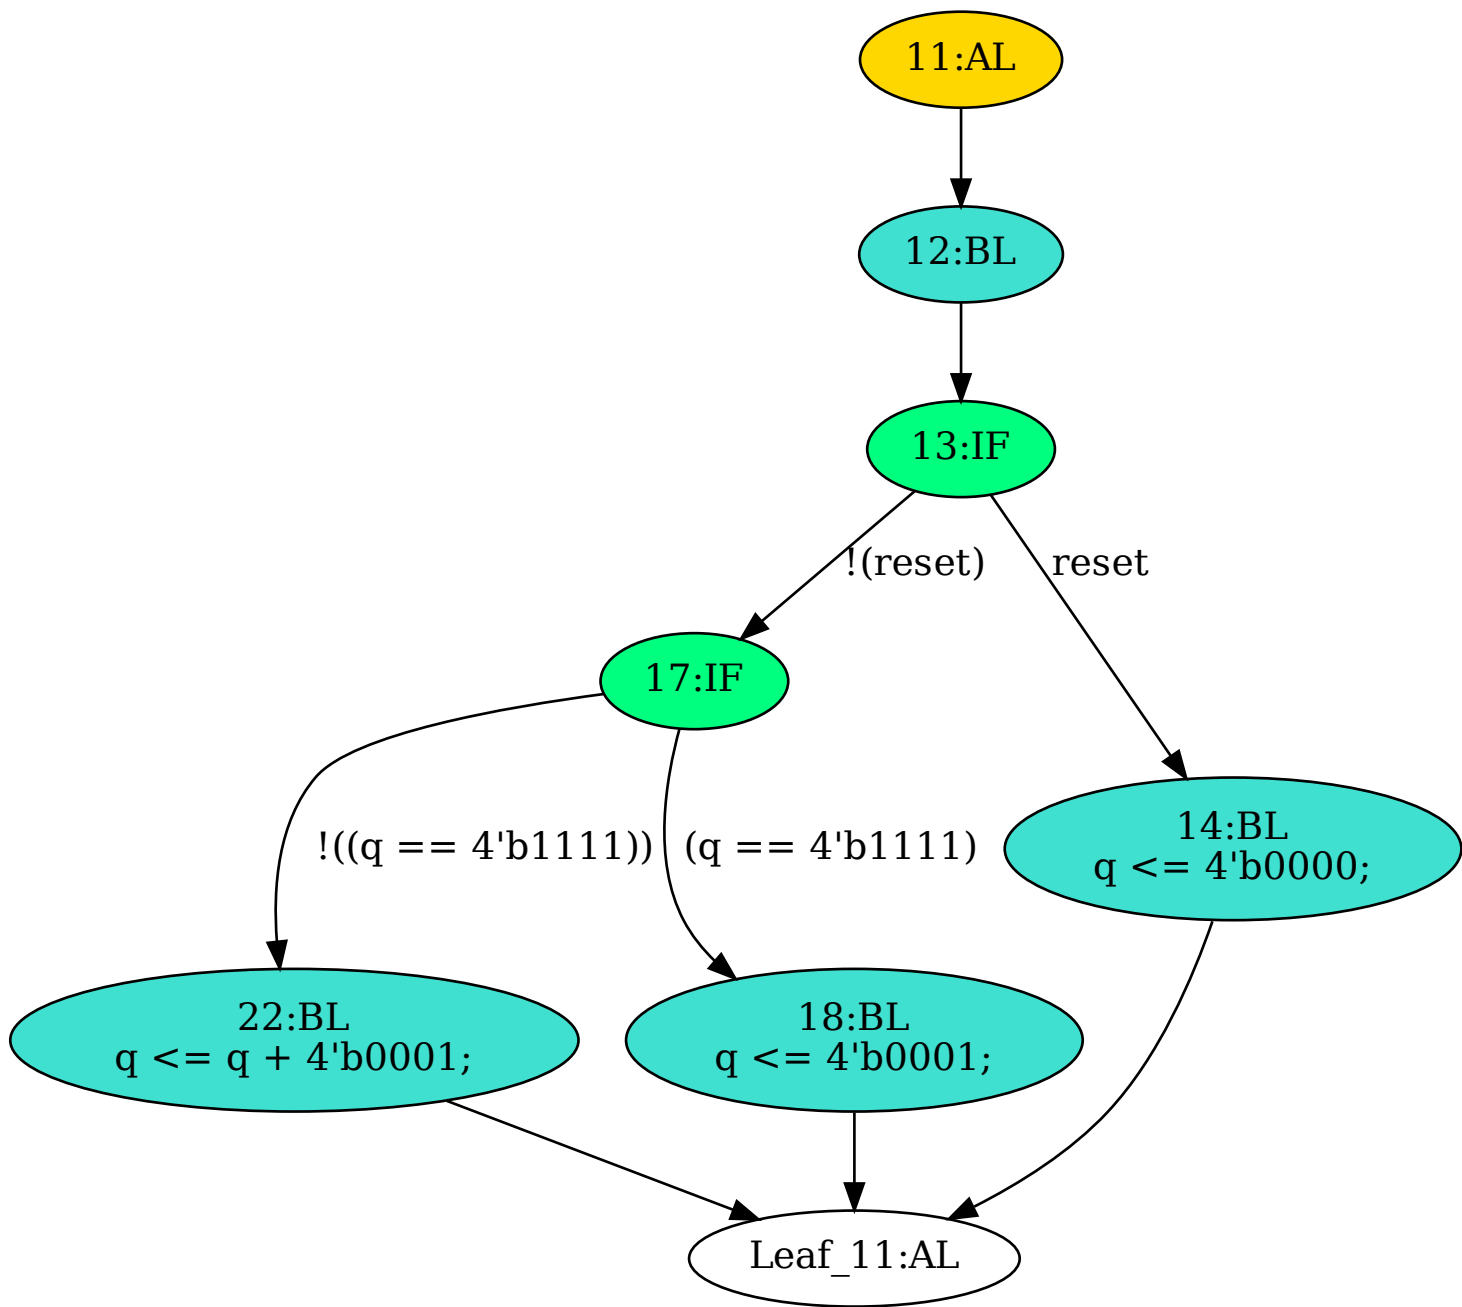 11:AL
12:BL
13:IF
!(reset)
reset
17:IF
!((q == 4'b1111))
(q == 4'b1111)
14:BL
q <= 4'b0000;
22:BL
q <= q + 4'b0001;
18:BL
q <= 4'b0001;
Leaf_11:AL